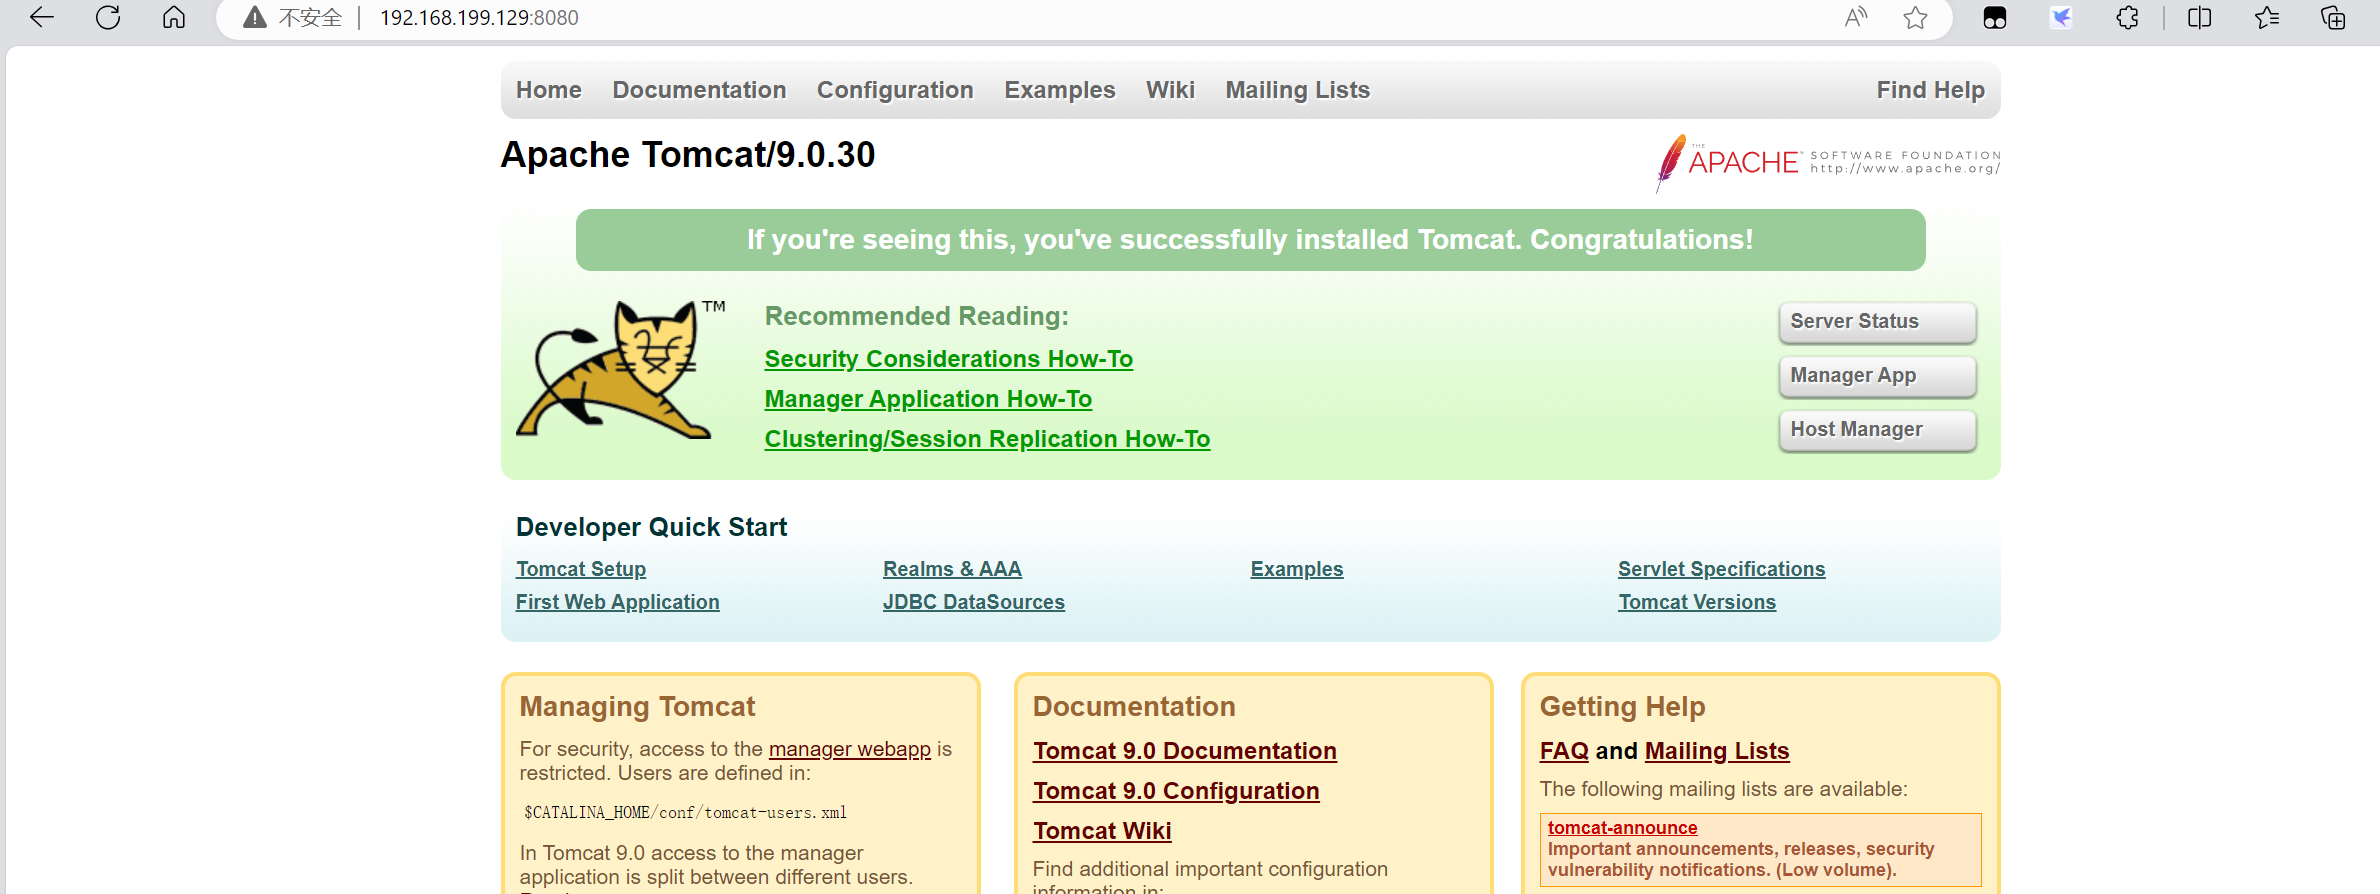 不安全 192.168.199.129:8080
Home Documentation Configuration Examples Wiki Mailing Lists Find Help
Apache Tomcat/9.0.30
THE APACHE™ SOFTWARE FOUNDATION
http://www.apache.org/
If you're seeing this, you've successfully installed Tomcat. Congratulations!
TM
Recommended Reading:
Security Considerations How-To
Manager Application How-To
Clustering/Session Replication How-To
Server Status
Manager App
Host Manager
Developer Quick Start
Tomcat Setup
First Web Application
Realms & AAA
JDBC DataSources
Examples
Servlet Specifications
Tomcat Versions
Managing Tomcat
For security, access to the manager webapp is
restricted. Users are defined in:
$CATALINA_HOME/conf/tomcat-users.xml
In Tomcat 9.0 access to the manager
application is split between different users.
Documentation
Tomcat 9.0 Documentation
Tomcat 9.0 Configuration
Tomcat Wiki
Find additional important configuration
information in:
Getting Help
FAQ and Mailing Lists
The following mailing lists are available:
tomcat-announce
Important announcements, releases, security
vulnerability notifications. (Low volume).